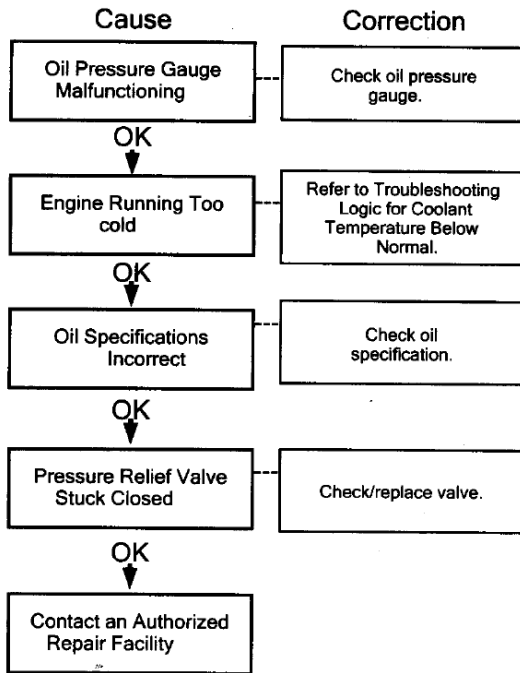 Cause
Correction
Oil Pressure Gauge
Malfunctioning
Check oil pressure
gauge.
OK
Engine Running Too
cold
Refer to Troubleshooting
Logic for Coolant
Temperature Below
Normal.
OK
Oil Specifications
Incorrect
Check oil
specification.
OK
Pressure Relief Valve
Stuck Closed
Check/replace valve.
OK
Contact an Authorized
Repair Facility